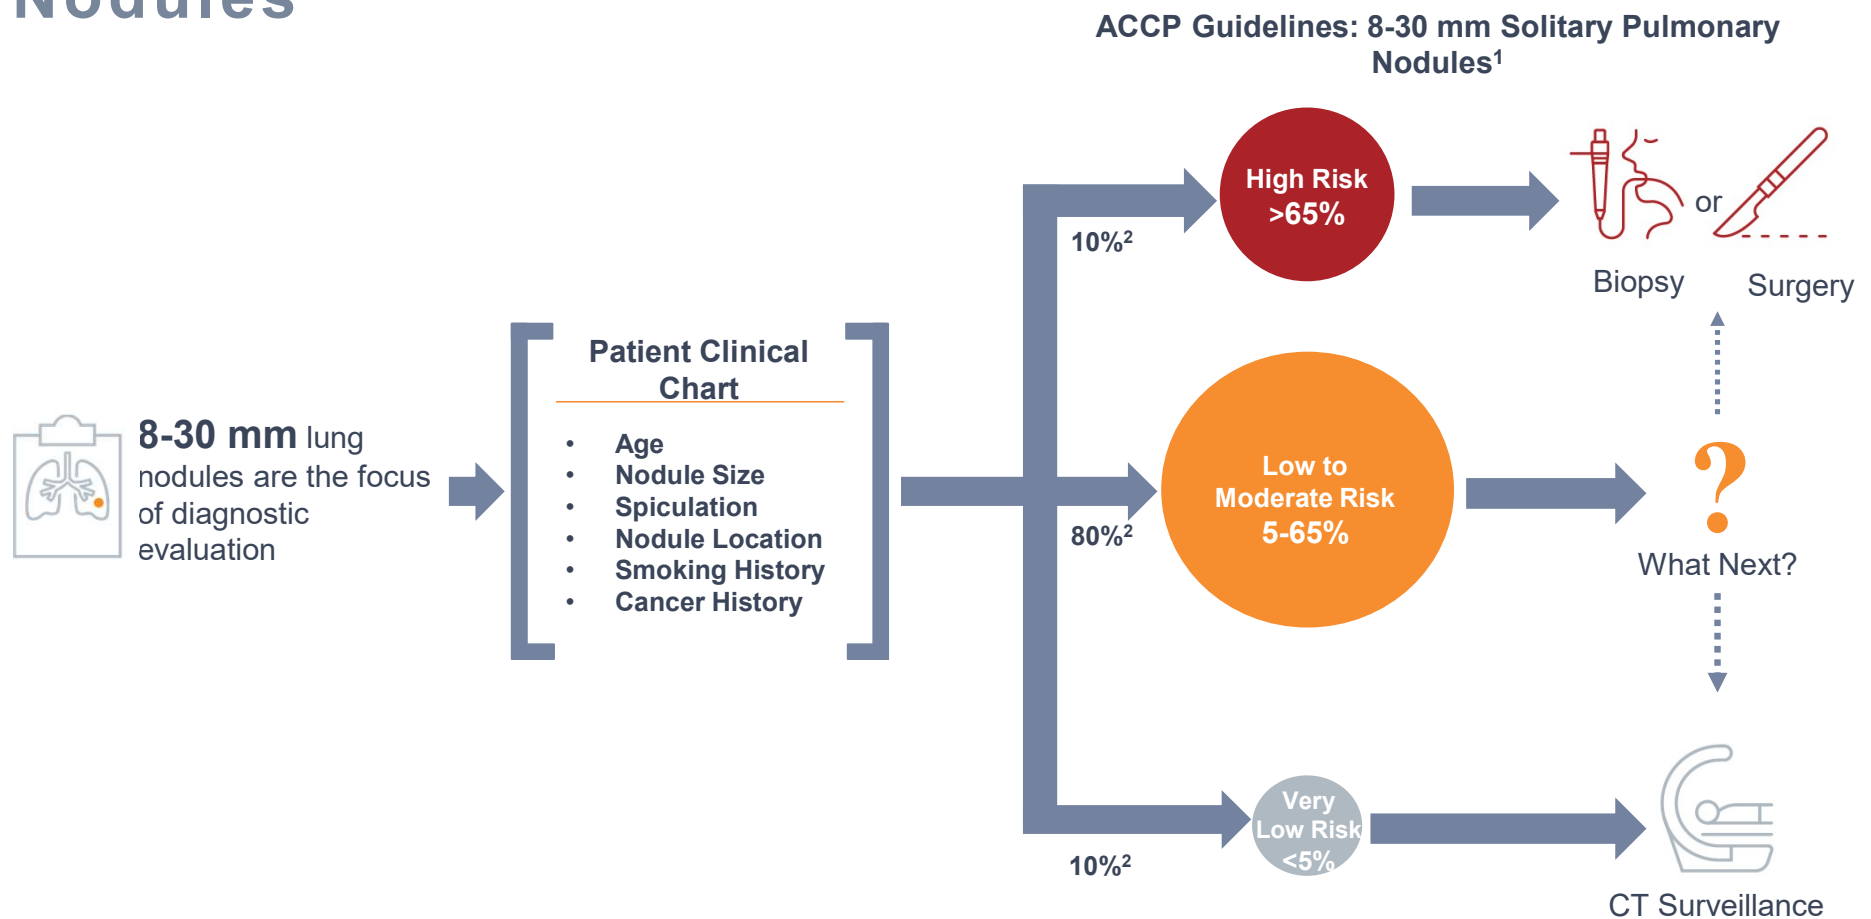 Nodules
ACCP Guidelines: 8-30 mm Solitary Pulmonary
Nodules¹
8-30 mm lung
nodules are the focus
of diagnostic
evaluation
Patient Clinical
Chart
• Age
• Nodule Size
• Spiculation
• Nodule Location
• Smoking History
• Cancer History
10%²
High Risk
>65%
or
Biopsy
Surgery
80%²
Low to
Moderate Risk
5-65%
?
What Next?
10%²
Very
Low Risk
<5%
CT Surveillance